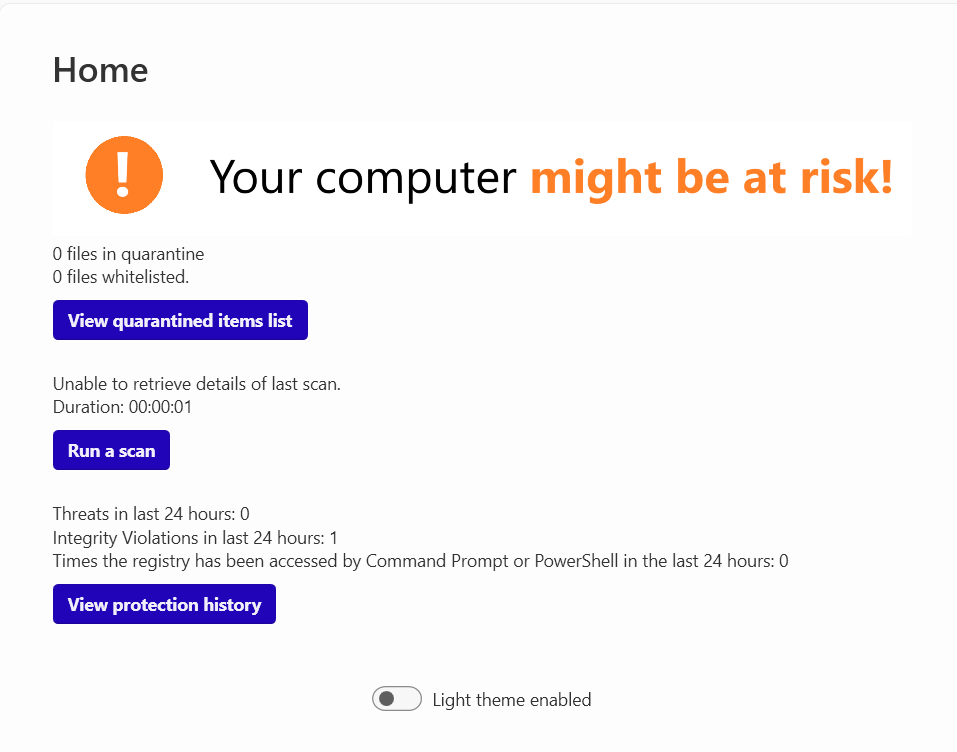 Home
! Your computer might be at risk!
0 files in quarantine
0 files whitelisted.
View quarantined items list
Unable to retrieve details of last scan.
Duration: 00:00:01
Run a scan
Threats in last 24 hours: 0
Integrity Violations in last 24 hours: 1
Times the registry has been accessed by Command Prompt or PowerShell in the last 24 hours: 0
View protection history
Light theme enabled